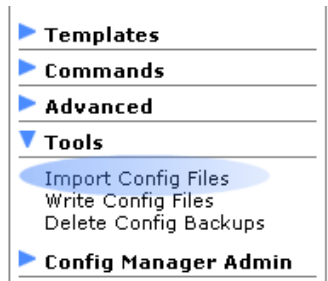 Templates
Commands
Advanced
Tools
Import Config Files
Write Config Files
Delete Config Backups
Config Manager Admin